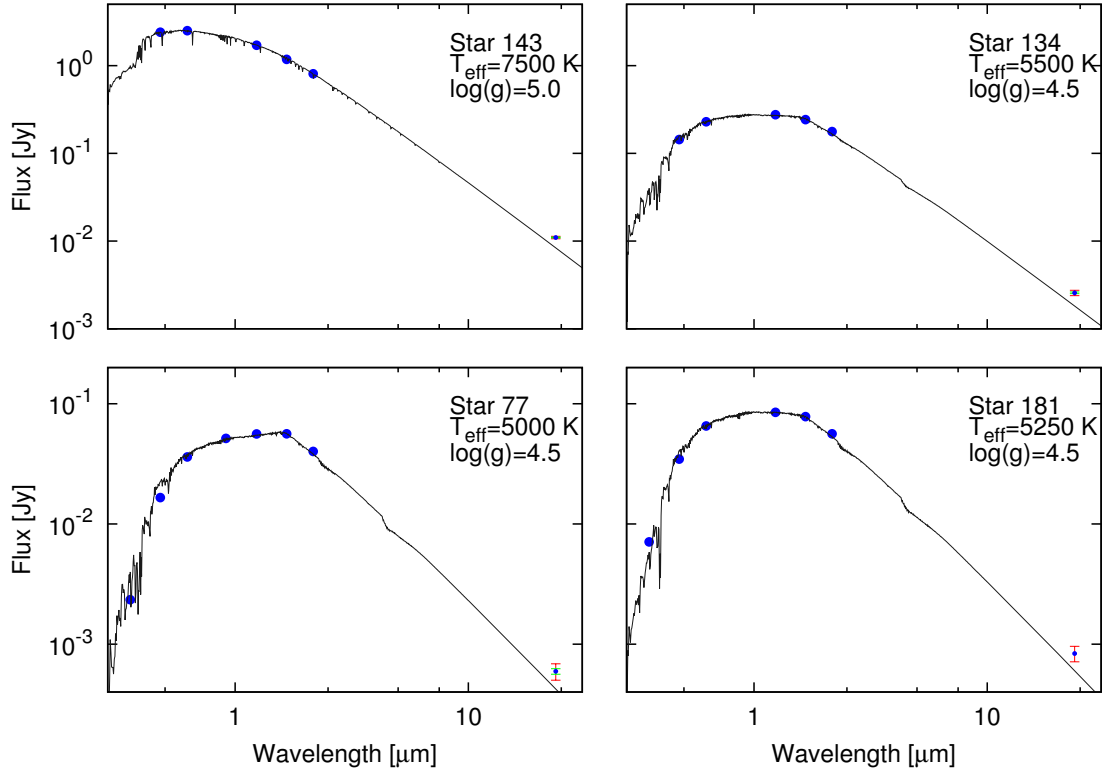 Flux [Jy]
10^0
10^-1
10^-2
10^-3
Star 143
T_eff=7500 K
log(g)=5.0
Star 134
T_eff=5500 K
log(g)=4.5
Flux [Jy]
10^-1
10^-2
10^-3
Star 77
T_eff=5000 K
log(g)=4.5
Star 181
T_eff=5250 K
log(g)=4.5
1
10
1
10
Wavelength [μm]
Wavelength [μm]